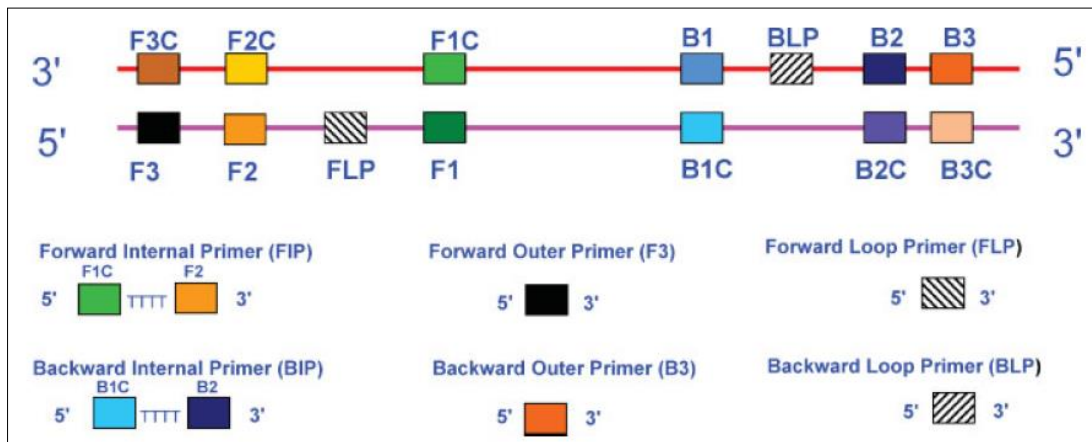 F3C F2C F1C B1 BLP B2 B3
3' 5'
5' 3'
F3 F2 FLP F1 B1C B2C B3C
Forward Internal Primer (FIP) Forward Outer Primer (F3) Forward Loop Primer (FLP)
F1C F2
5' TTTT 3' 5' 3' 5' 3'
Backward Internal Primer (BIP) Backward Outer Primer (B3) Backward Loop Primer (BLP)
B1C B2
5' TTTT 3' 5' 3' 5' 3'